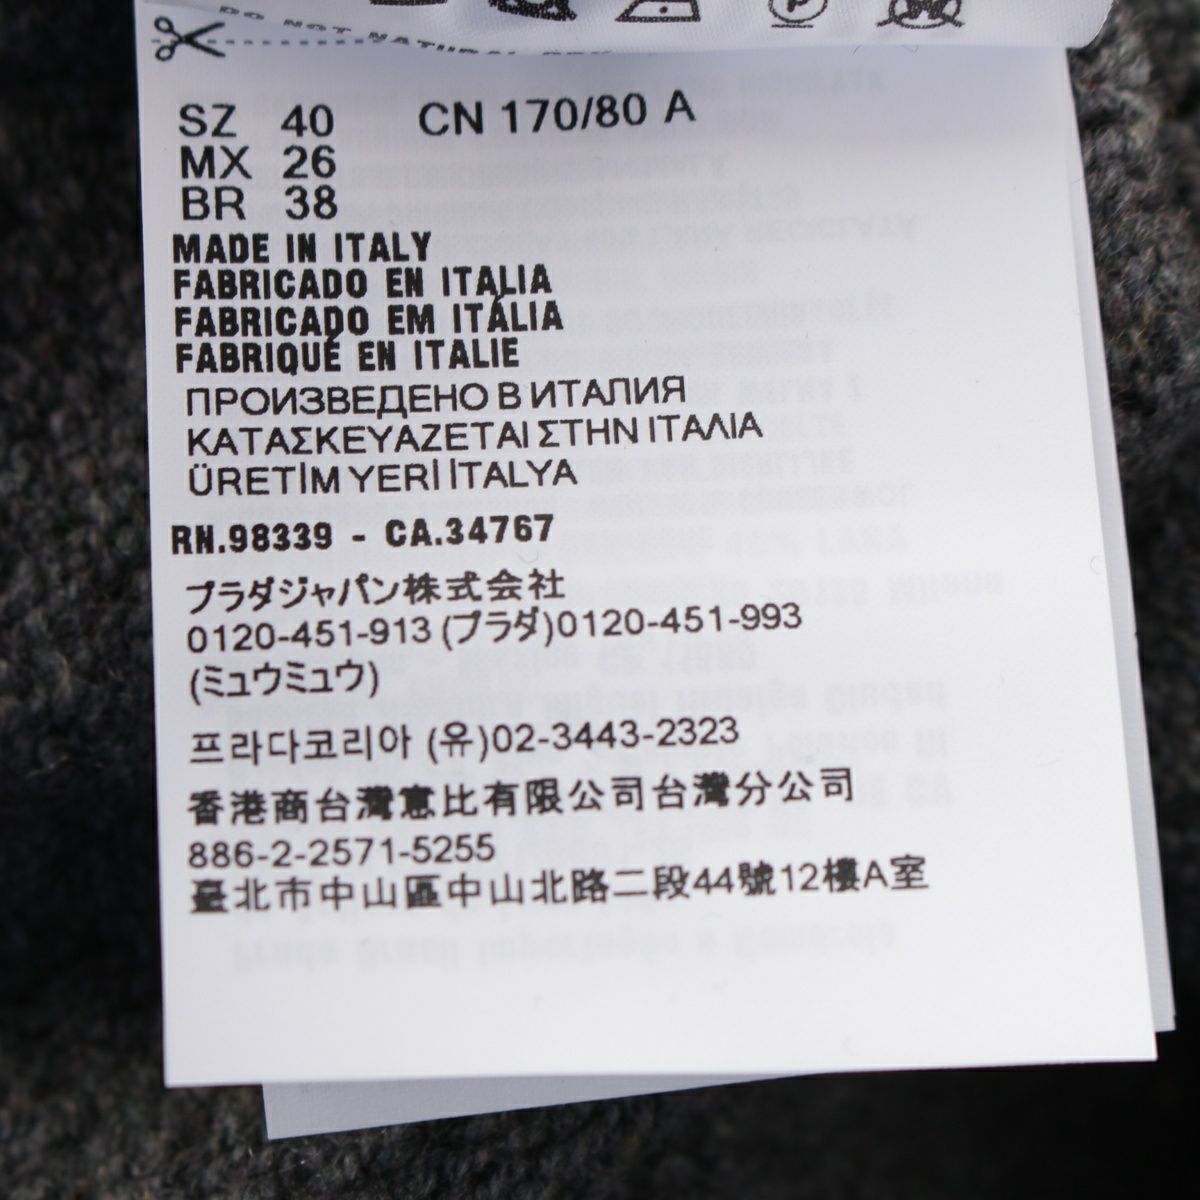 DO NOT NATURAL DRY
SZ 40 CN 170/80 A
MX 26
BR 38
MADE IN ITALY
FABRICADO EN ITALIA
FABRICADO EM ITÁLIA
FABRIQUÉ EN ITALIE
ПРОИЗВЕДЕНО В ИТАЛИЯ
ΚΑΤΑΣΚΕΥΑΖΕΤΑΙ ΣΤΗΝ ΙΤΑΛΙΑ
ÜRETİM YERİ İTALYA
RN.98339 - CA.34767
プラダジャパン株式会社
0120-451-913 (プラダ)0120-451-993
(ミュウミュウ)
프라다코리아 (유)02-3443-2323
香港商台灣憙比有限公司台灣分公司
886-2-2571-5255
臺北市中山區中山北路二段44號12樓A室